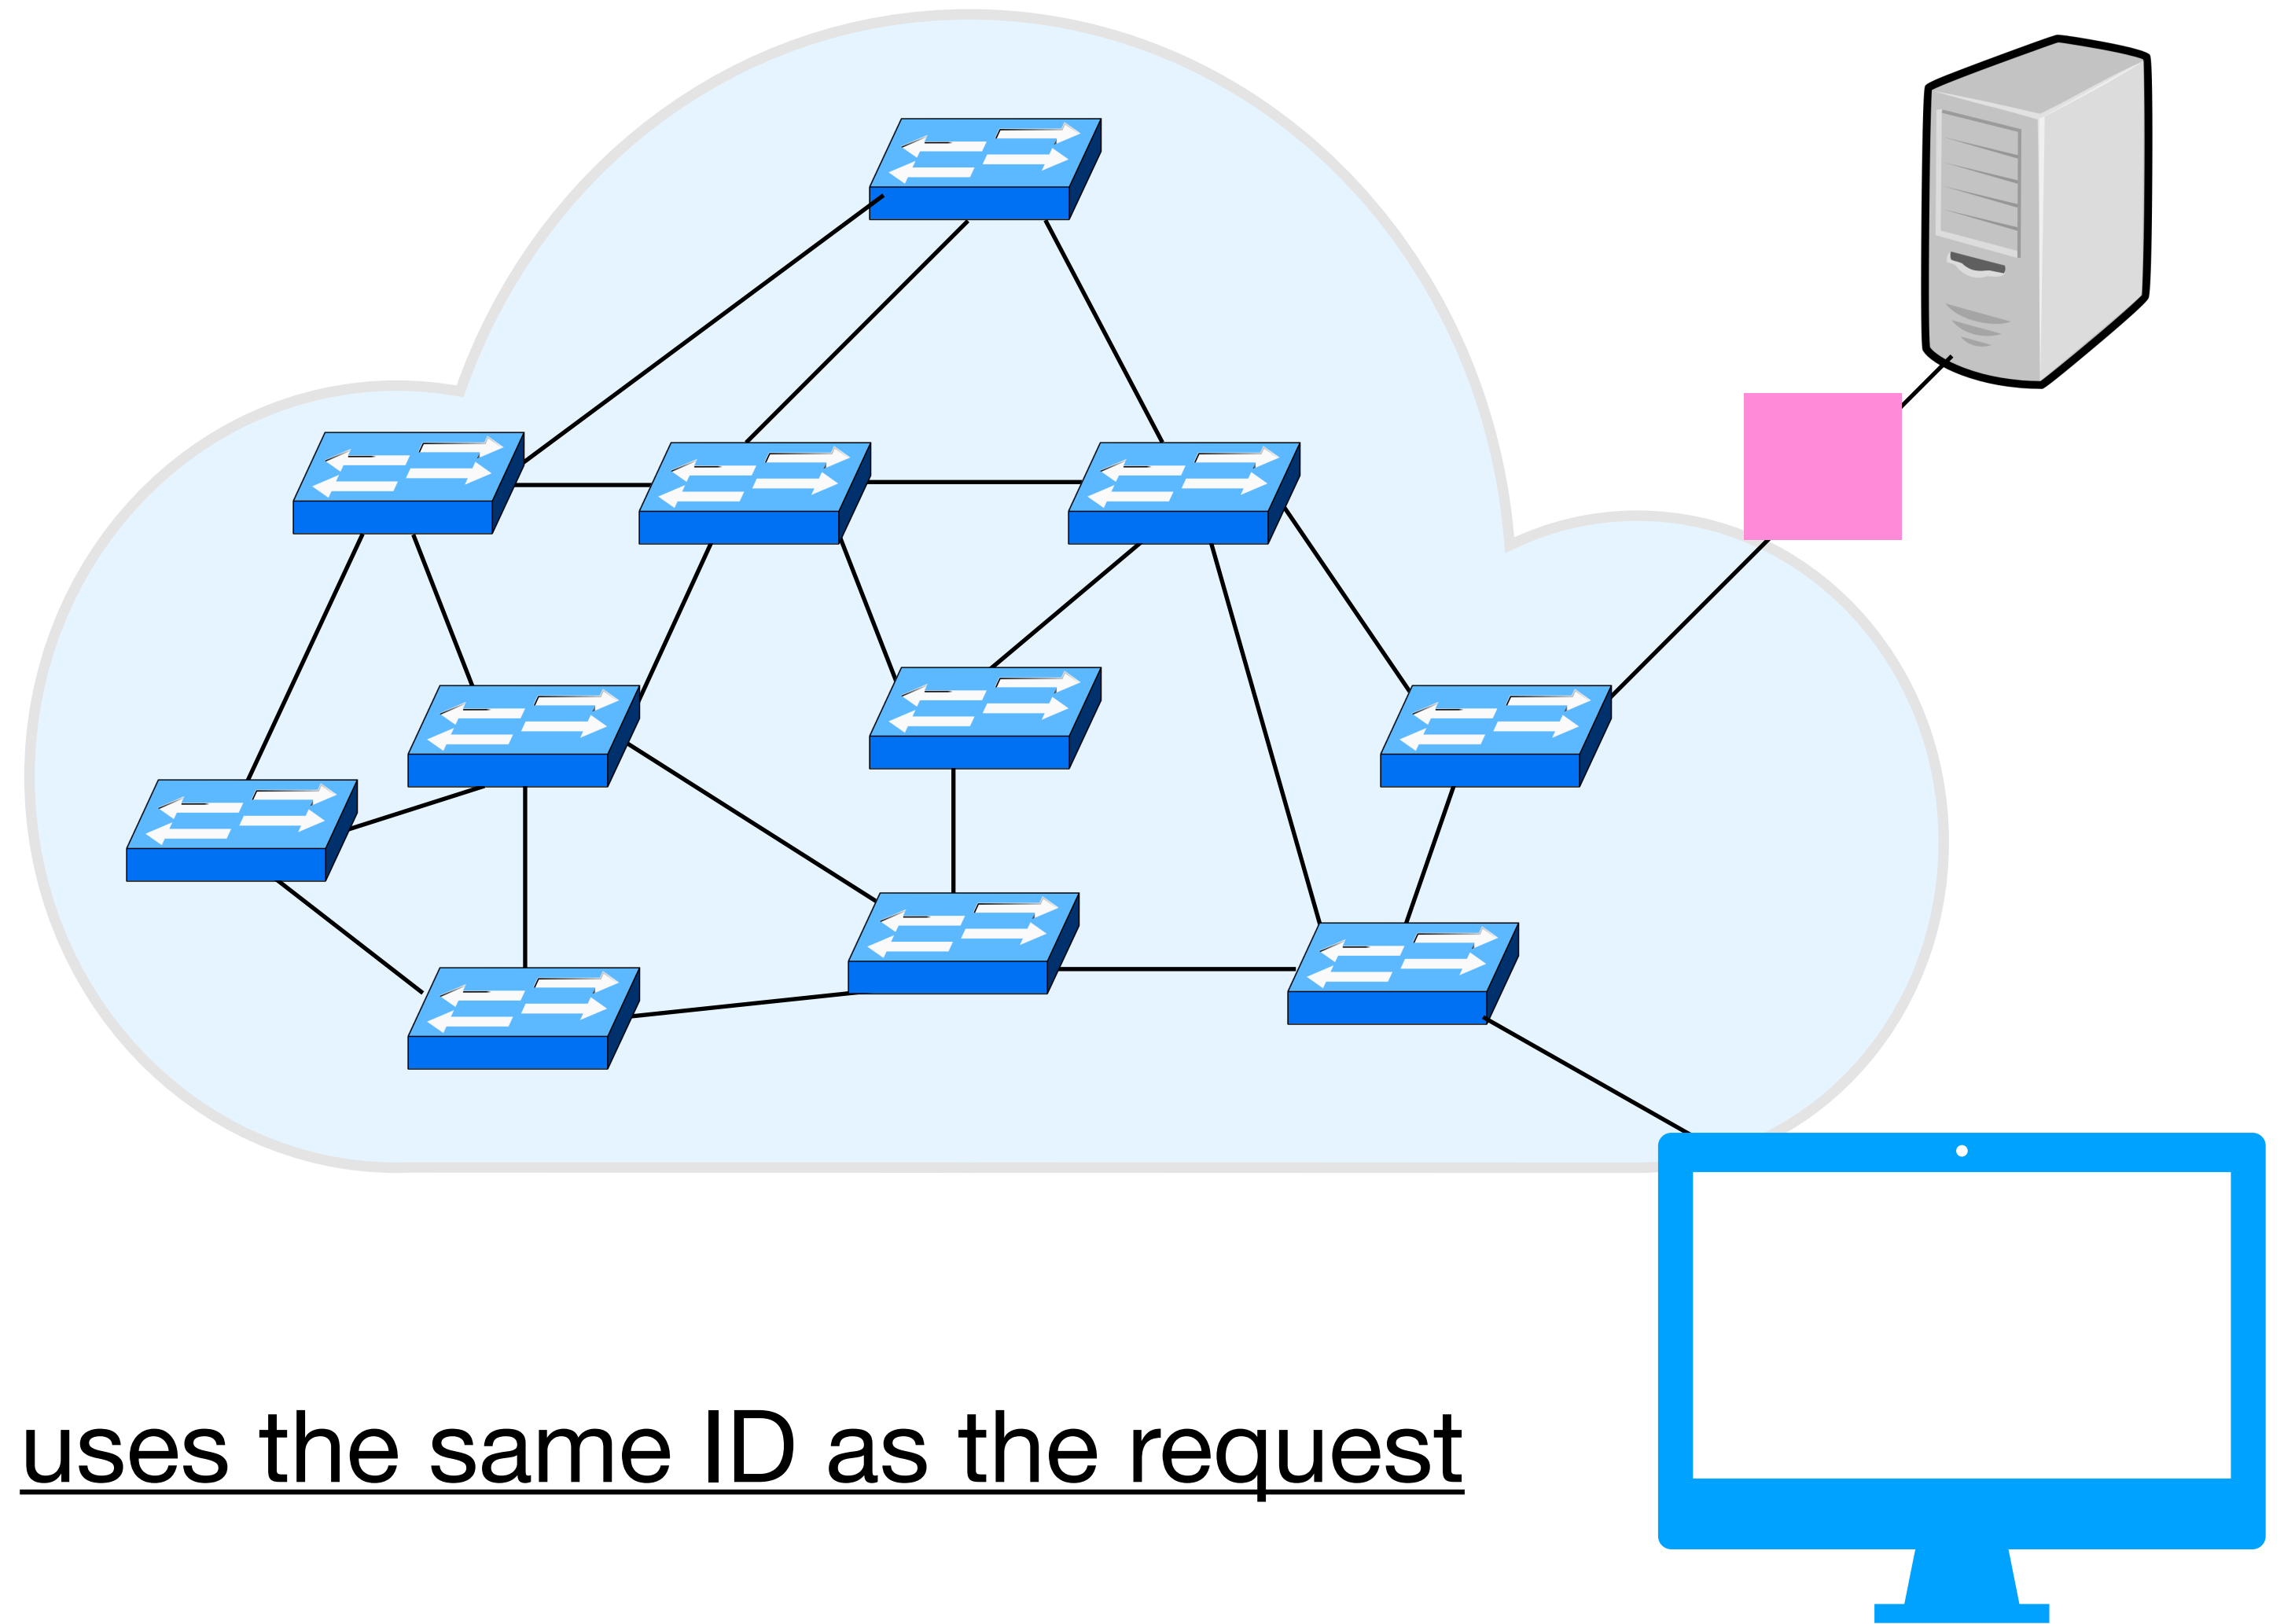 uses the same ID as the request